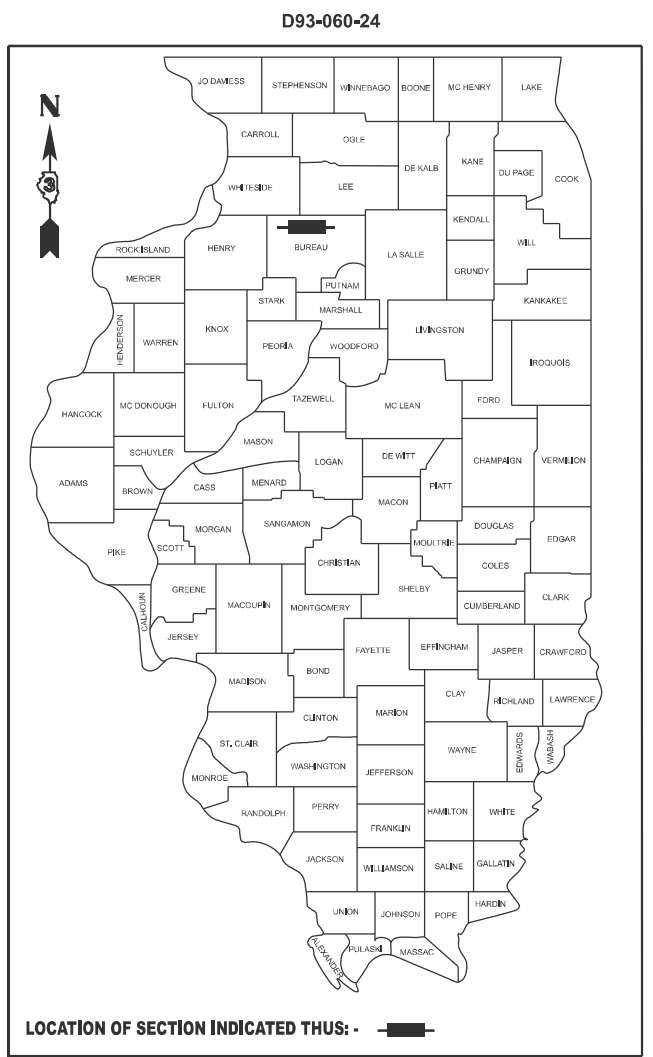 D93-060-24
N
3
JO DAVIESS
STEPHENSON
WINNEBAGO
BOONE
MC HENRY
LAKE
CARROLL
OGLE
DE KALB
KANE
DU PAGE
COOK
WHITESIDE
LEE
KENDALL
WILL
ROCK ISLAND
HENRY
BUREAU
LA SALLE
GRUNDY
MERCER
PUTNAM
KANKAKEE
STARK
MARSHALL
HENDERSON
WARREN
KNOX
PEORIA
WOODFORD
LIVINGSTON
IROQUOIS
HANCOCK
MC DONOUGH
FULTON
TAZEWELL
MC LEAN
FORD
MASON
SCHUYLER
LOGAN
DE WITT
CHAMPAIGN
VERMILION
ADAMS
BROWN
CASS
MENARD
PIATT
MACON
MORGAN
SANGAMON
DOUGLAS
EDGAR
PIKE
SCOTT
CHRISTIAN
MOULTRIE
COLES
GREENE
SHELBY
CALHOUN
MACOUPIN
MONTGOMERY
CUMBERLAND
CLARK
JERSEY
FAYETTE
EFFINGHAM
JASPER
CRAWFORD
BOND
MADISON
CLAY
RICHLAND
LAWRENCE
CLINTON
MARION
ST. CLAIR
WAYNE
EDWARDS
WABASH
WASHINGTON
JEFFERSON
MONROE
RANDOLPH
PERRY
HAMILTON
WHITE
FRANKLIN
JACKSON
WILLIAMSON
SALINE
GALLATIN
UNION
JOHNSON
POPE
HARDIN
ALEXANDER
PULASKI
MASSAC
LOCATION OF SECTION INDICATED THUS: -